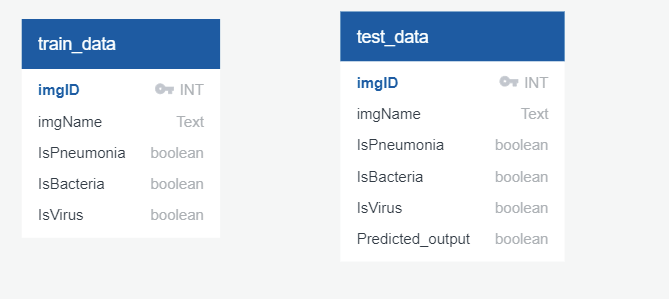 train_data
imgID INT
imgName Text
IsPneumonia boolean
IsBacteria boolean
IsVirus boolean
test_data
imgID INT
imgName Text
IsPneumonia boolean
IsBacteria boolean
IsVirus boolean
Predicted_output boolean